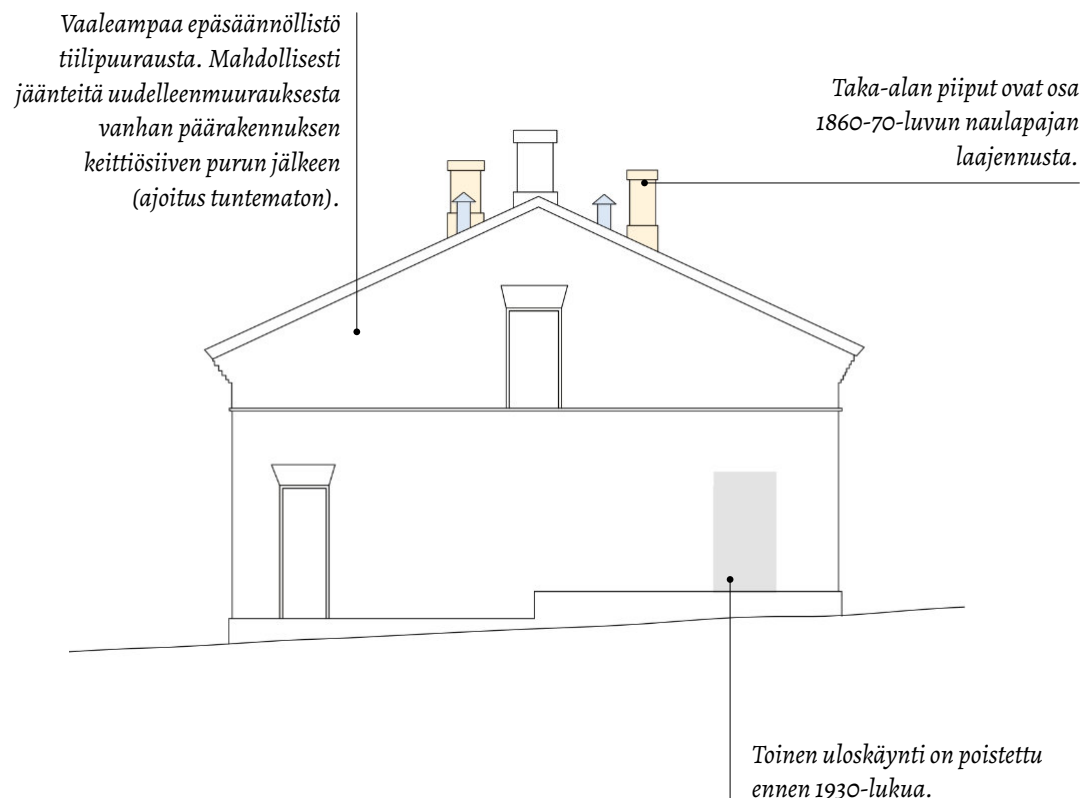 Vaaleampaa epäsäännöllistö
tiilipuurausta. Mahdollisesti
jäänteitä uudelleenmuurauksesta
vanhan päärakennuksen
keittiösiiven purun jälkeen
(ajoitus tuntematon).
Taka-alan piiput ovat osa
1860-70-luvun naulapajan
laajennusta.
Toinen uloskäynti on poistettu
ennen 1930-lukua.